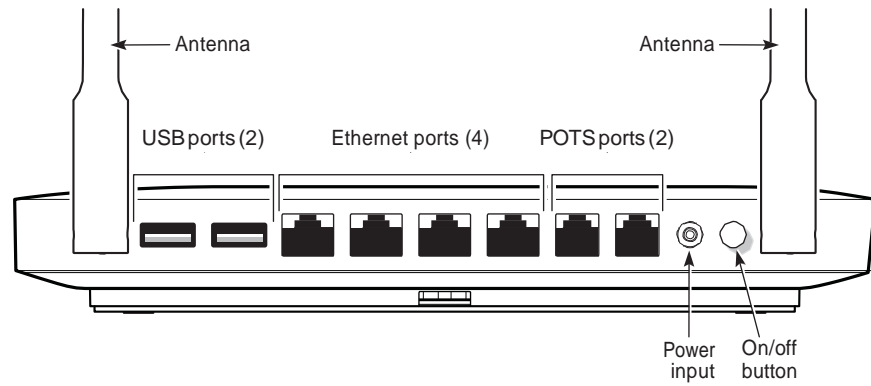 Antenna
Antenna
USB ports (2)
Ethernet ports (4)
POTS ports (2)
Power
input
On/off
button